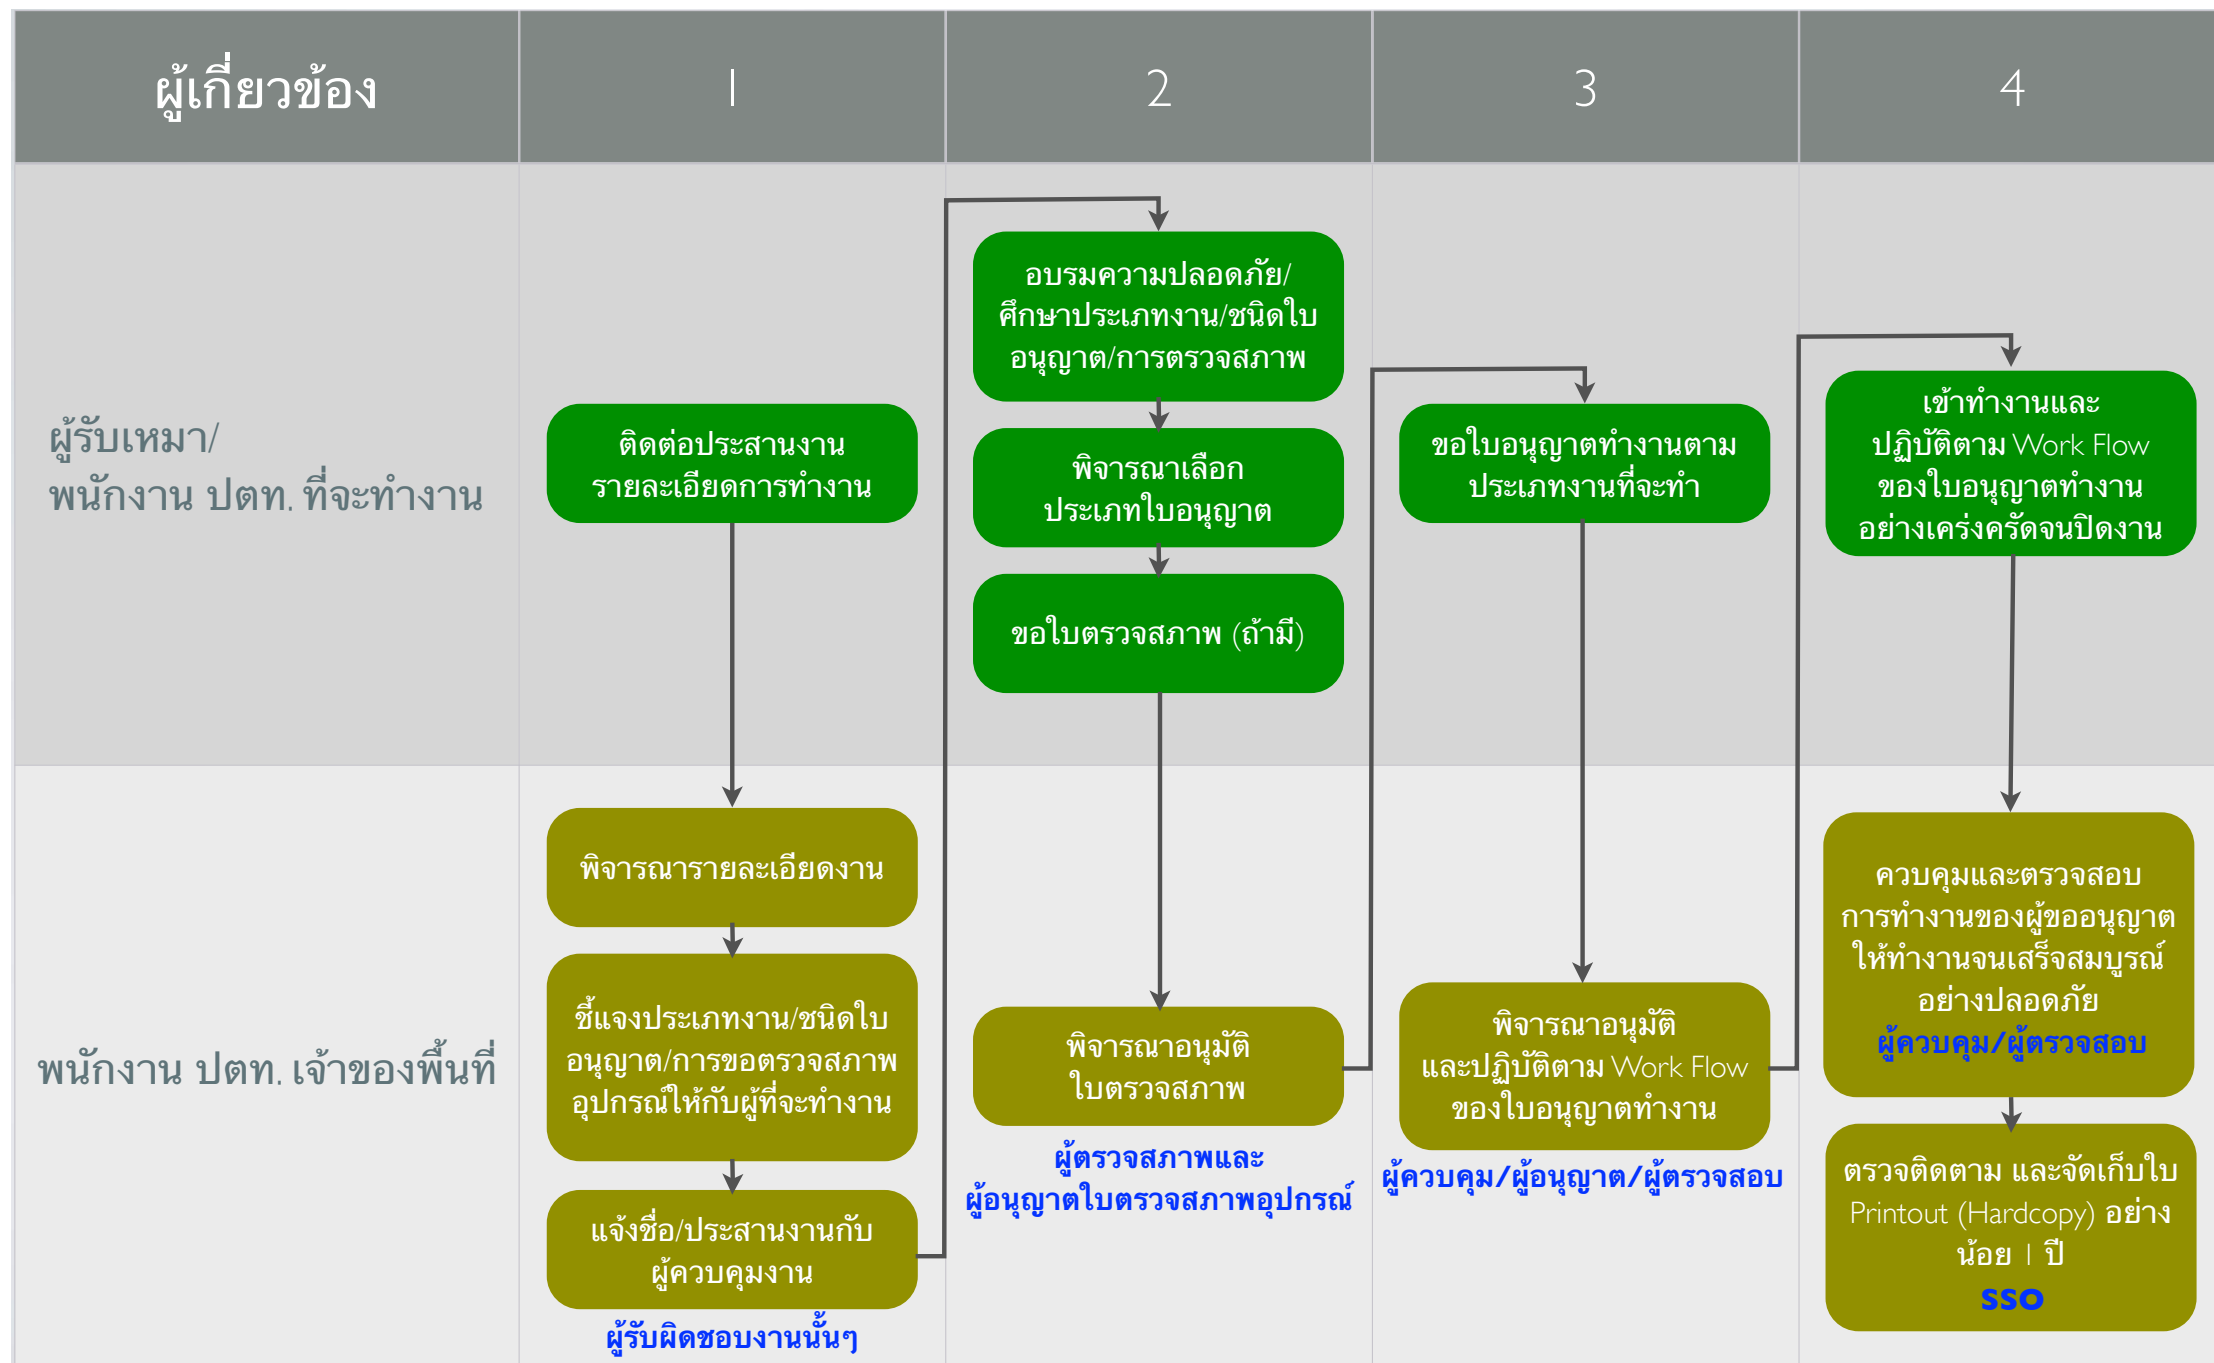 ผู้เกี่ยวข้อง
1
2
3
4
ผู้รับเหมา/
พนักงาน ปตท. ที่จะทำงาน
ติดต่อประสานงาน
รายละเอียดการทำงาน
อบรมความปลอดภัย/
ศึกษาประเภทงาน/ชนิดใบ
อนุญาต/การตรวจสภาพ
พิจารณาเลือก
ประเภทใบอนุญาต
ขอใบตรวจสภาพ (ถ้ามี)
ขอใบอนุญาตทำงานตาม
ประเภทงานที่จะทำ
เข้าทำงานและ
ปฏิบัติตาม Work Flow
ของใบอนุญาตทำงาน
อย่างเคร่งครัดจนปิดงาน
พนักงาน ปตท. เจ้าของพื้นที่
พิจารณารายละเอียดงาน
ชี้แจงประเภทงาน/ชนิดใบ
อนุญาต/การขอตรวจสภาพ
อุปกรณ์ให้กับผู้ที่จะทำงาน
แจ้งชื่อ/ประสานงานกับ
ผู้ควบคุมงาน
ผู้รับผิดชอบงานนั้นๆ
พิจารณาอนุมัติ
ใบตรวจสภาพ
ผู้ตรวจสภาพและ
ผู้อนุญาตใบตรวจสภาพอุปกรณ์
พิจารณาอนุมัติ
และปฏิบัติตาม Work Flow
ของใบอนุญาตทำงาน
ผู้ควบคุม/ผู้อนุญาต/ผู้ตรวจสอบ
ควบคุมและตรวจสอบ
การทำงานของผู้ขออนุญาต
ให้ทำงานจนเสร็จสมบูรณ์
อย่างปลอดภัย
ผู้ควบคุม/ผู้ตรวจสอบ
ตรวจติดตาม และจัดเก็บใบ
Printout (Hardcopy) อย่าง
น้อย 1 ปี
SSO